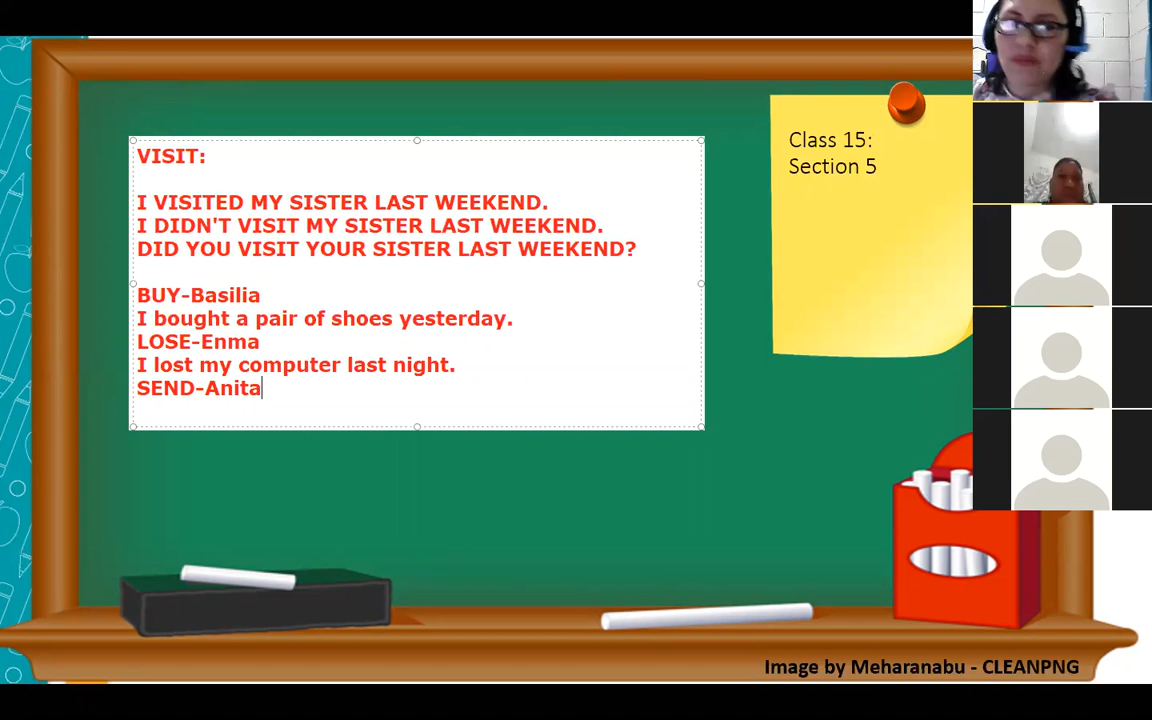 VISIT:
I VISITED MY SISTER LAST WEEKEND.
I DIDN'T VISIT MY SISTER LAST WEEKEND.
DID YOU VISIT YOUR SISTER LAST WEEKEND?
BUY-Basilia
I bought a pair of shoes yesterday.
LOSE-Enma
I lost my computer last night.
SEND-Anita
Class 15:
Section 5
Image by Meharanabu - CLEANPNG